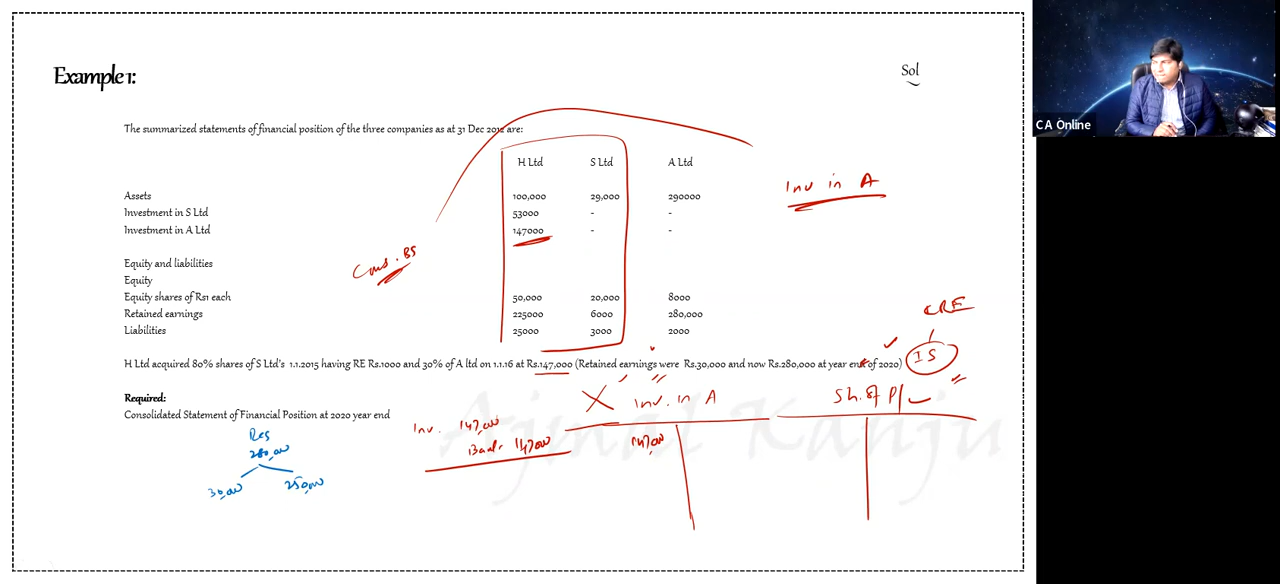 Example 1:
Sol
The summarized statements of financial position of the three companies as at 31 Dec 2012 are:
H Ltd S Ltd A Ltd
Assets 100,000 29,000 290000
Investment in S Ltd 53000 - -
Investment in A Ltd 147000 - -
Inv in A
Cons. BS
Equity and liabilities
Equity
Equity shares of Rs1 each 50,000 20,000 8000
Retained earnings 225000 6000 280,000
Liabilities 25000 3000 2000
CRE
IS
H Ltd acquired 80% shares of S Ltd's 1.1.2015 having RE Rs.1000 and 30% of A ltd on 1.1.16 at Rs.147,000 (Retained earnings were Rs.30,000 and now Rs.280,000 at year end of 2020)
Required:
Consolidated Statement of Financial Position at 2020 year end
Inv. in A Sh. of P/
Inv. 147,000
Bank 147,000
147,000
Res
280,000
30,000 250,000
Ajmal Kanju
C A Online